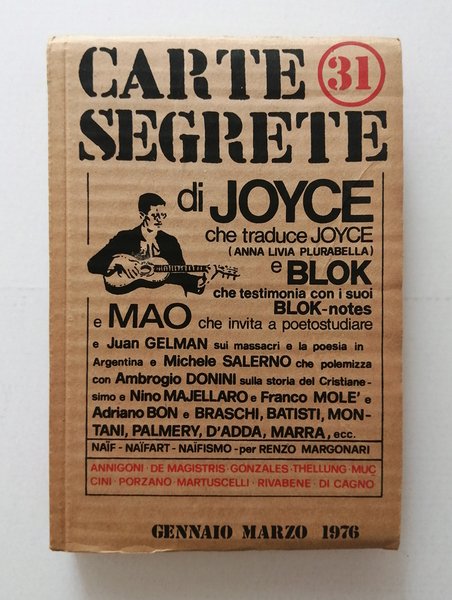 CARTE 31
SEGRETE
di JOYCE
che traduce JOYCE
(ANNA LIVIA PLURABELLA)
e BLOK
che testimonia con i suoi
BLOK-notes
e MAO che invita a poetostudiare
e Juan GELMAN sui massacri e la poesia in
Argentina e Michele SALERNO che polemizza
con Ambrogio DONINI sulla storia del Cristiane-
simo e Nino MAJELLARO e Franco MOLE' e
Adriano BON e BRASCHI, BATISTI, MON-
TANI, PALMERY, D'ADDA, MARRA, ecc.
NAÏF - NAÏFART - NAÏFISMO - per RENZO MARGONARI
ANNIGONI · DE MAGISTRIS · GONZALES · THELLUNG · MUC
CINI · PORZANO · MARTUSCELLI · RIVABENE · DI CAGNO
GENNAIO MARZO 1976